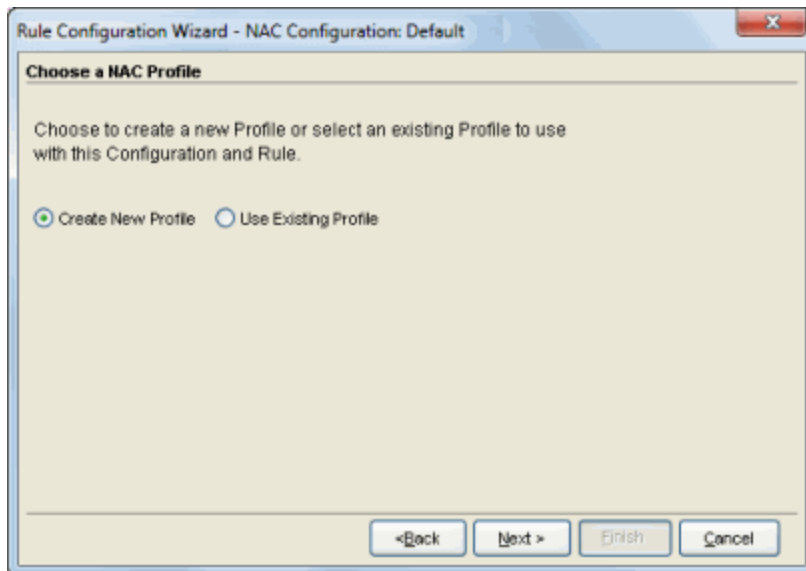 Rule Configuration Wizard - NAC Configuration: Default
Choose a NAC Profile
Choose to create a new Profile or select an existing Profile to use
with this Configuration and Rule.
Create New Profile Use Existing Profile
<Back Next > Finish Cancel